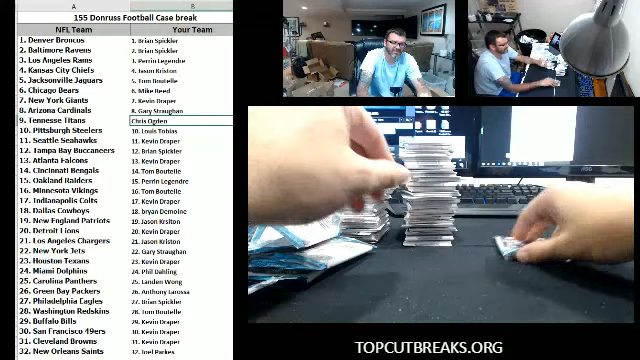 A B
155 Donruss Football Case break
NFL Team Your Team
1. Denver Broncos 1. Brian Spickler
2. Baltimore Ravens 2. Brian Spickler
3. Los Angeles Rams 3. Perrin Legendre
4. Kansas City Chiefs 4. Jason Kriston
5. Jacksonville Jaguars 5. Tom Boutelle
6. Chicago Bears 6. Mike Reed
7. New York Giants 7. Kevin Draper
8. Arizona Cardinals 8. Gary Straughan
9. Tennesse Titans Chris Ogden
10. Pittsburgh Steelers 10. Louis Tobias
11. Seattle Seahawks 11. Kevin Draper
12. Tampa Bay Buccaneers 12. Brian Spickler
13. Atlanta Falcons 13. Kevin Draper
14. Cincinnati Bengals 14. Tom Boutelle
15. Oakland Raiders 15. Perrin Legendre
16. Minnesota Vikings 16. Tom Boutelle
17. Indianapolis Colts 17. Kevin Draper
18. Dallas Cowboys 18. bryan Demoine
19. New England Patriots 19. Jason Krsiton
20. Detroit Lions 20. Kevin Draper
21. Los Angeles Chargers 21. Jason Kriston
22. New York Jets 22. Gary Straughan
23. Houston Texans 23. Kevin Draper
24. Miami Dolphins 24. Phil Dahling
25. Carolina Panthers 25. Landen Wong
26. Green Bay Packers 26. Anthony Larossa
27. Philadelphia Eagles 27. Brian Spickler
28. Washington Redskins 28. Tom Boutelle
29. Buffalo Bills 29. Kevin Draper
30. San Francisco 49ers 30. Kevin Draper
31. Cleveland Browns 31. Kevin Draper
32. New Orleans Saints 32. Joel Parkes
TOPCUTBREAKS.ORG